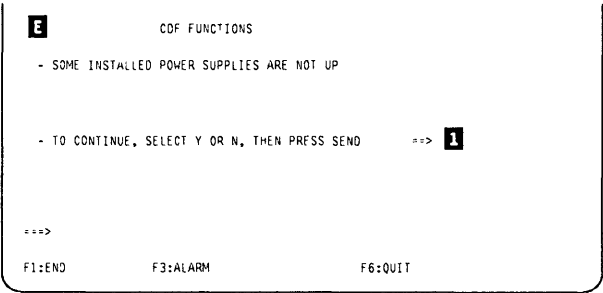 E CDF FUNCTIONS
- SOME INSTALLED POWER SUPPLIES ARE NOT UP
- TO CONTINUE, SELECT Y OR N, THEN PRESS SEND ==> 1
===>
F1:END F3:ALARM F6:QUIT